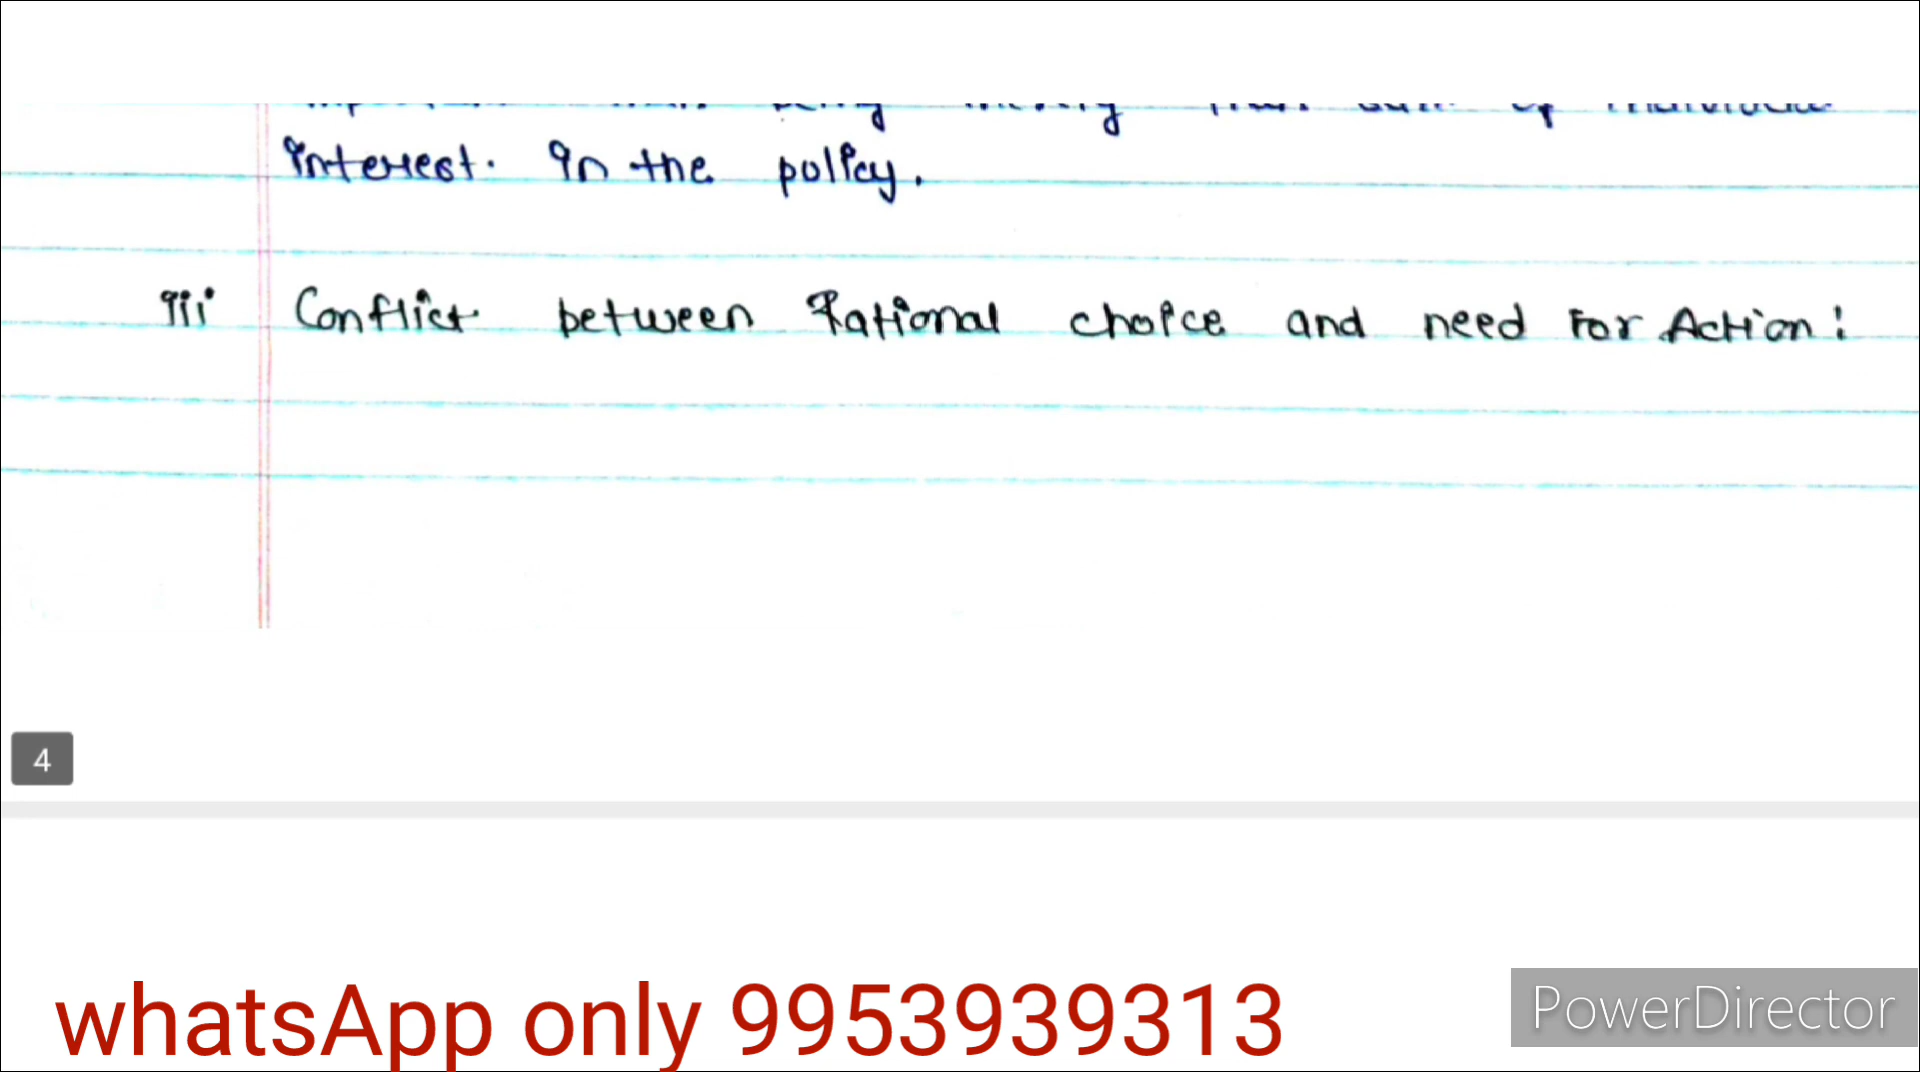 interest. In the policy.
iii Conflict between Rational choice and need For Action:
4
whatsApp only 9953939313
PowerDirector